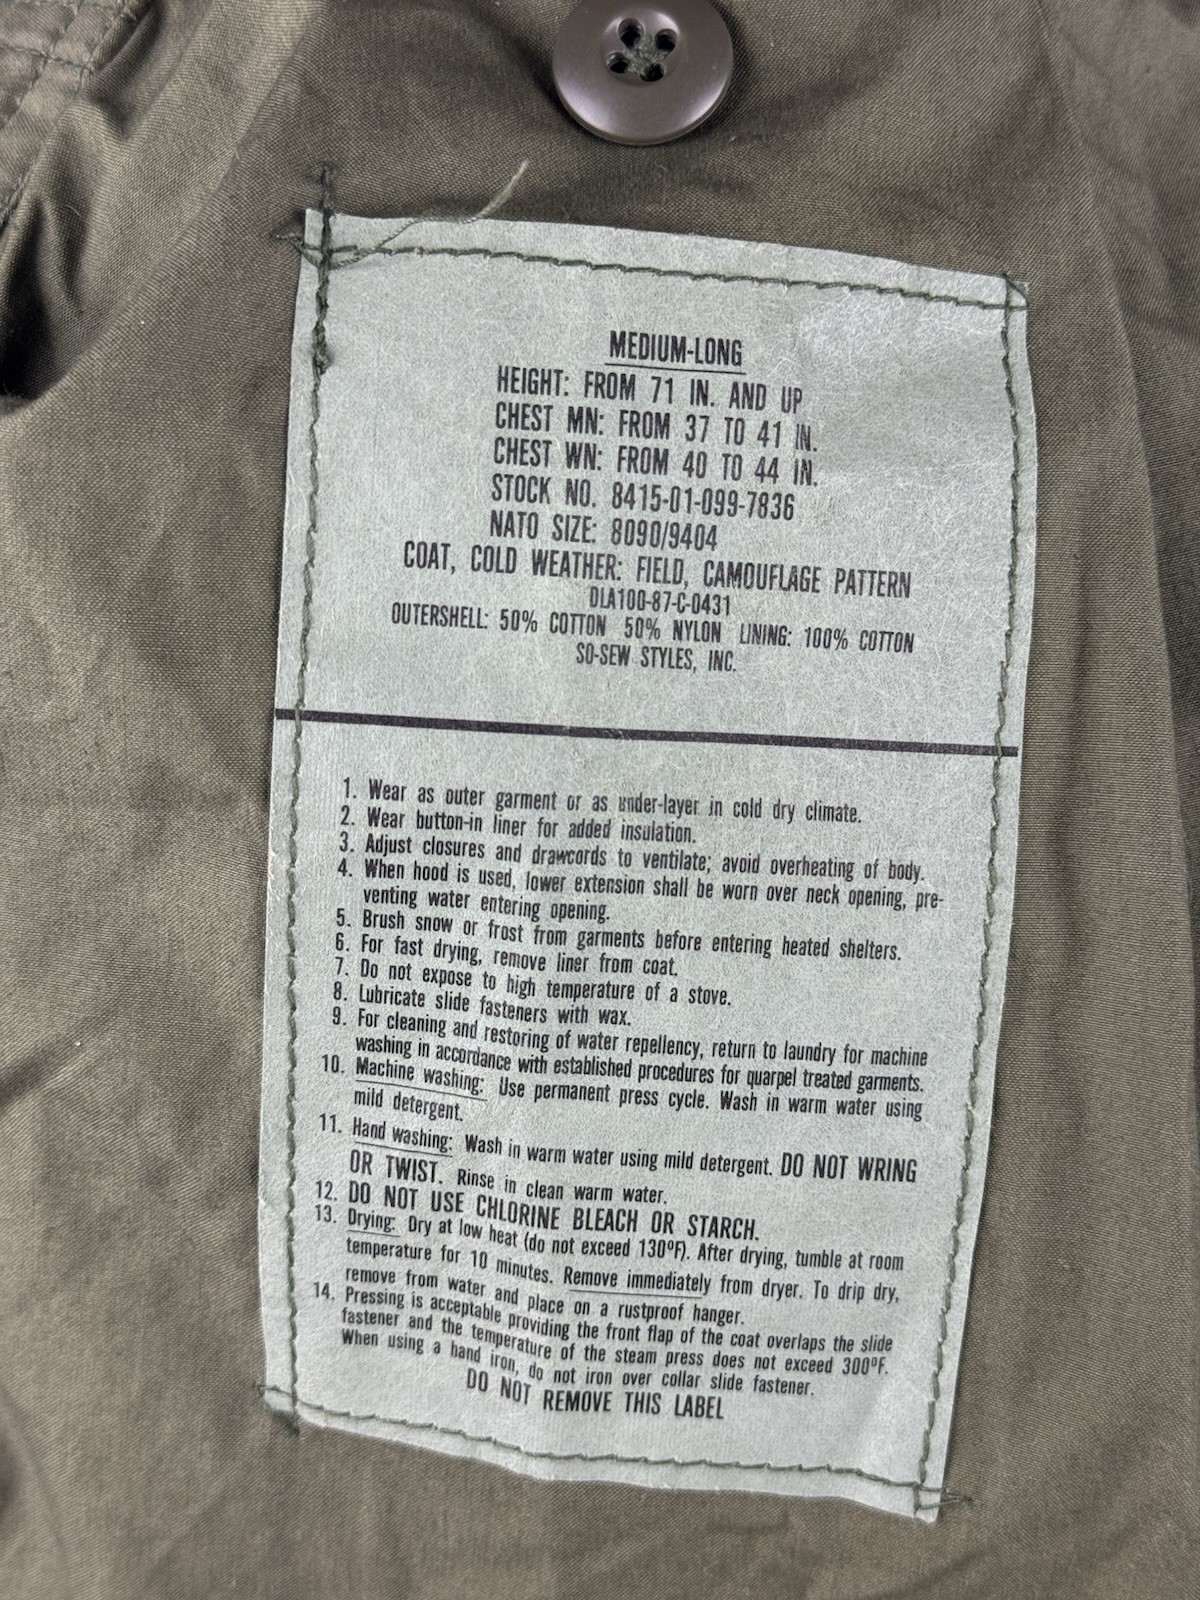 MEDIUM-LONG
HEIGHT: FROM 71 IN. AND UP
CHEST MN: FROM 37 TO 41 IN.
CHEST WN: FROM 40 TO 44 IN.
STOCK NO. 8415-01-099-7836
NATO SIZE: 8090/9404
COAT, COLD WEATHER: FIELD, CAMOUFLAGE PATTERN
DLA100-87-C-0431
OUTERSHELL: 50% COTTON 50% NYLON LINING: 100% COTTON
SO-SEW STYLES, INC.
1. Wear as outer garment or as under-layer in cold dry climate.
2. Wear button-in liner for added insulation.
3. Adjust closures and drawcords to ventilate; avoid overheating of body.
4. When hood is used, lower extension shall be worn over neck opening, pre-
venting water entering opening.
5. Brush snow or frost from garments before entering heated shelters.
6. For fast drying, remove liner from coat.
7. Do not expose to high temperature of a stove.
8. Lubricate slide fasteners with wax.
9. For cleaning and restoring of water repellency, return to laundry for machine
washing in accordance with established procedures for quarpel treated garments.
10. Machine washing: Use permanent press cycle. Wash in warm water using
mild detergent.
11. Hand washing: Wash in warm water using mild detergent. DO NOT WRING
OR TWIST. Rinse in clean warm water.
12. DO NOT USE CHLORINE BLEACH OR STARCH.
13. Drying: Dry at low heat (do not exceed 130ºF). After drying, tumble at room
temperature for 10 minutes. Remove immediately from dryer. To drip dry,
remove from water and place on a rustproof hanger.
14. Pressing is acceptable providing the front flap of the coat overlaps the slide
fastener and the temperature of the steam press does not exceed 300ºF.
When using a hand iron, do not iron over collar slide fastener.
DO NOT REMOVE THIS LABEL